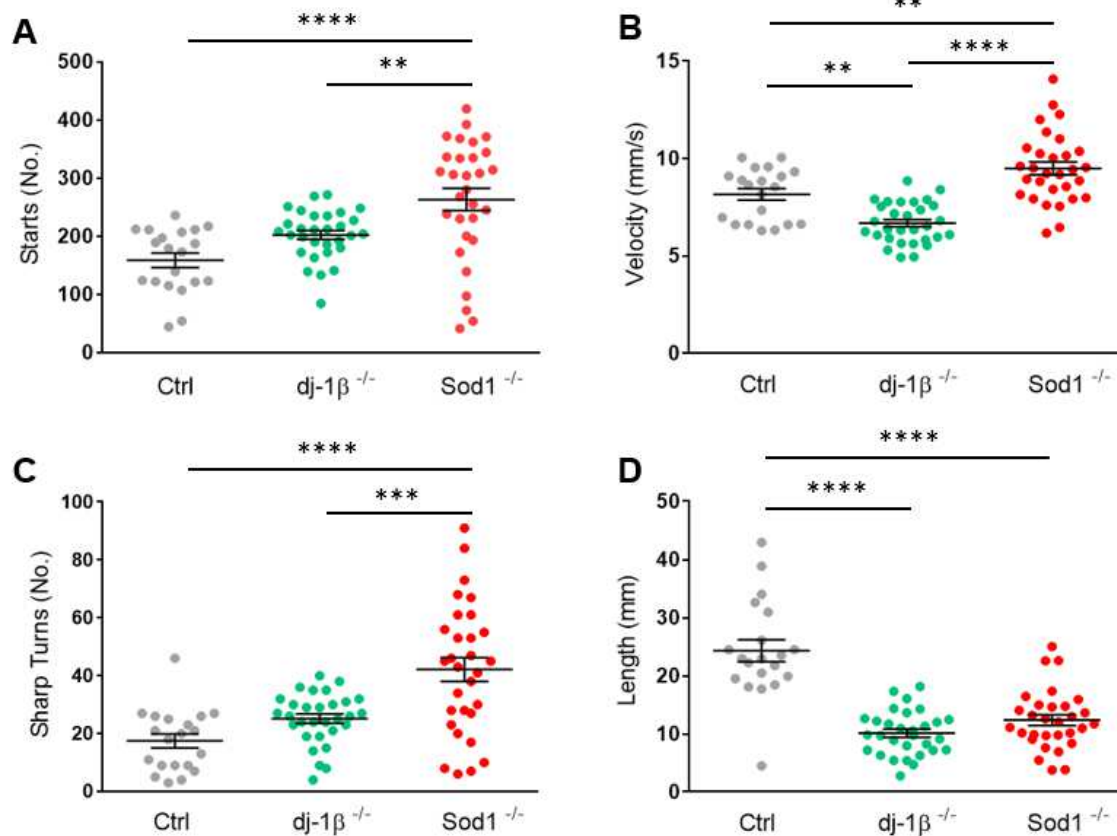 A
****
**
Starts (No.)
500
400
300
200
100
0
Ctrl
dj-1β -/-
Sod1 -/-
B
**
**
****
Velocity (mm/s)
15
10
5
0
Ctrl
dj-1β -/-
Sod1 -/-
C
****
***
Sharp Turns (No.)
100
80
60
40
20
0
Ctrl
dj-1β -/-
Sod1 -/-
D
****
****
Length (mm)
50
40
30
20
10
0
Ctrl
dj-1β -/-
Sod1 -/-